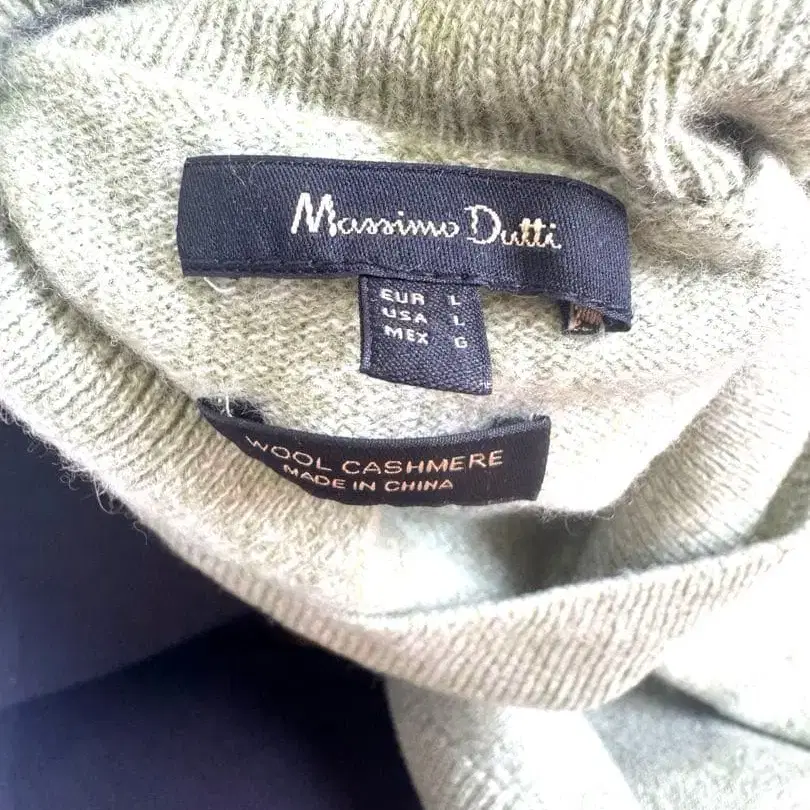 Massimo Dutti
EUR L
USA L
MEX G
WOOL CASHMERE
MADE IN CHINA